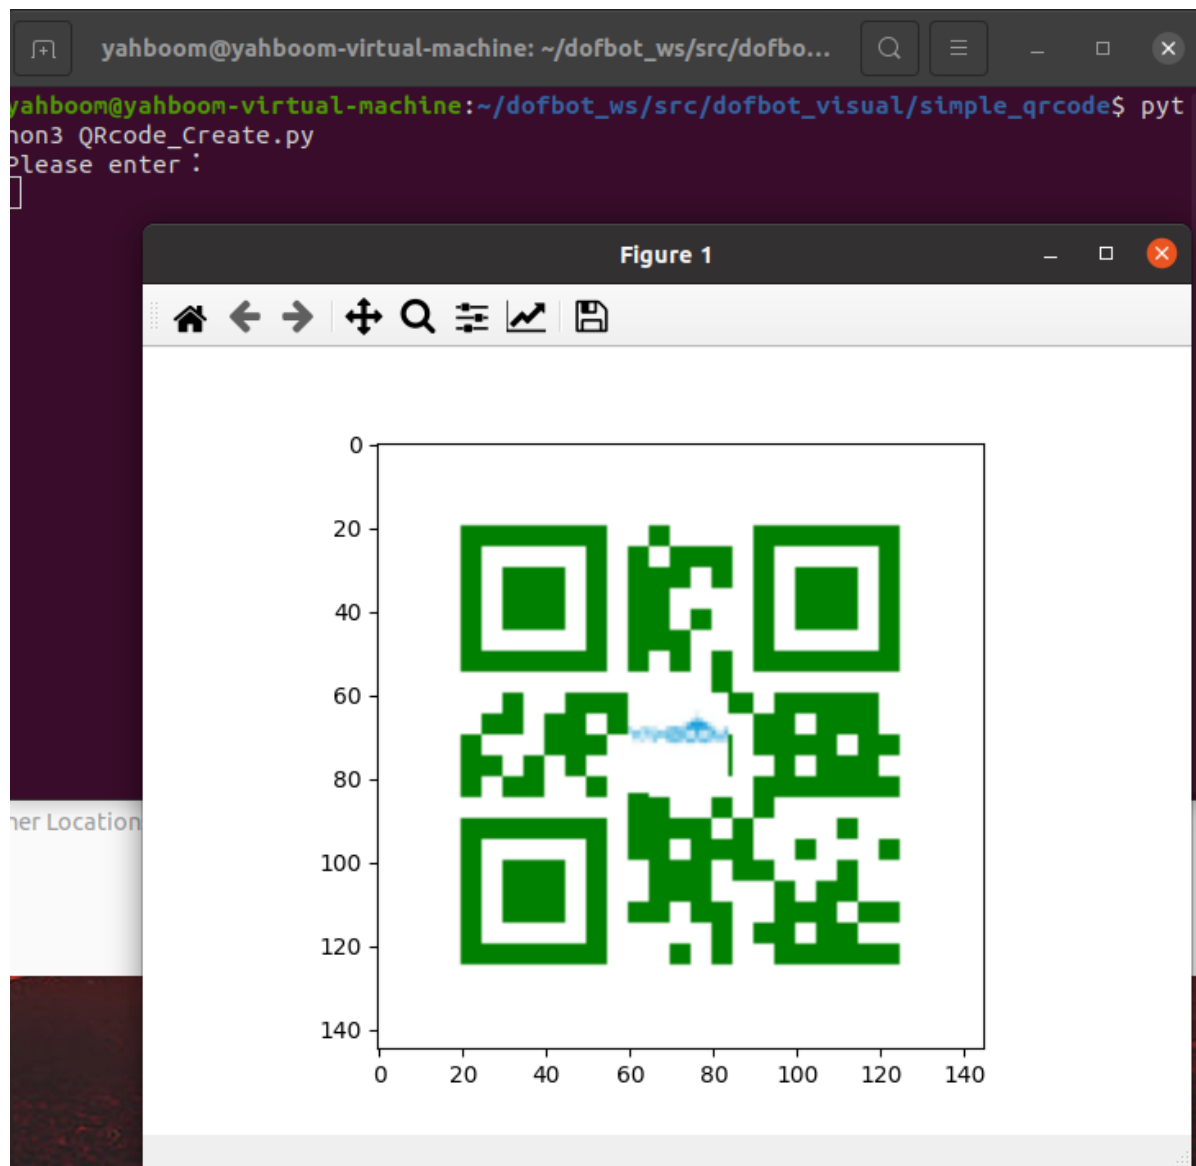 yahboom@yahboom-virtual-machine: ~/dofbot_ws/src/dofbo...
yahboom@yahboom-virtual-machine:~/dofbot_ws/src/dofbot_visual/simple_qrcode$ pyt
hon3 QRcode_Create.py
Please enter：
Figure 1
0
20
40
60
YAHBOOM
80
100
120
140
0 20 40 60 80 100 120 140
her Location